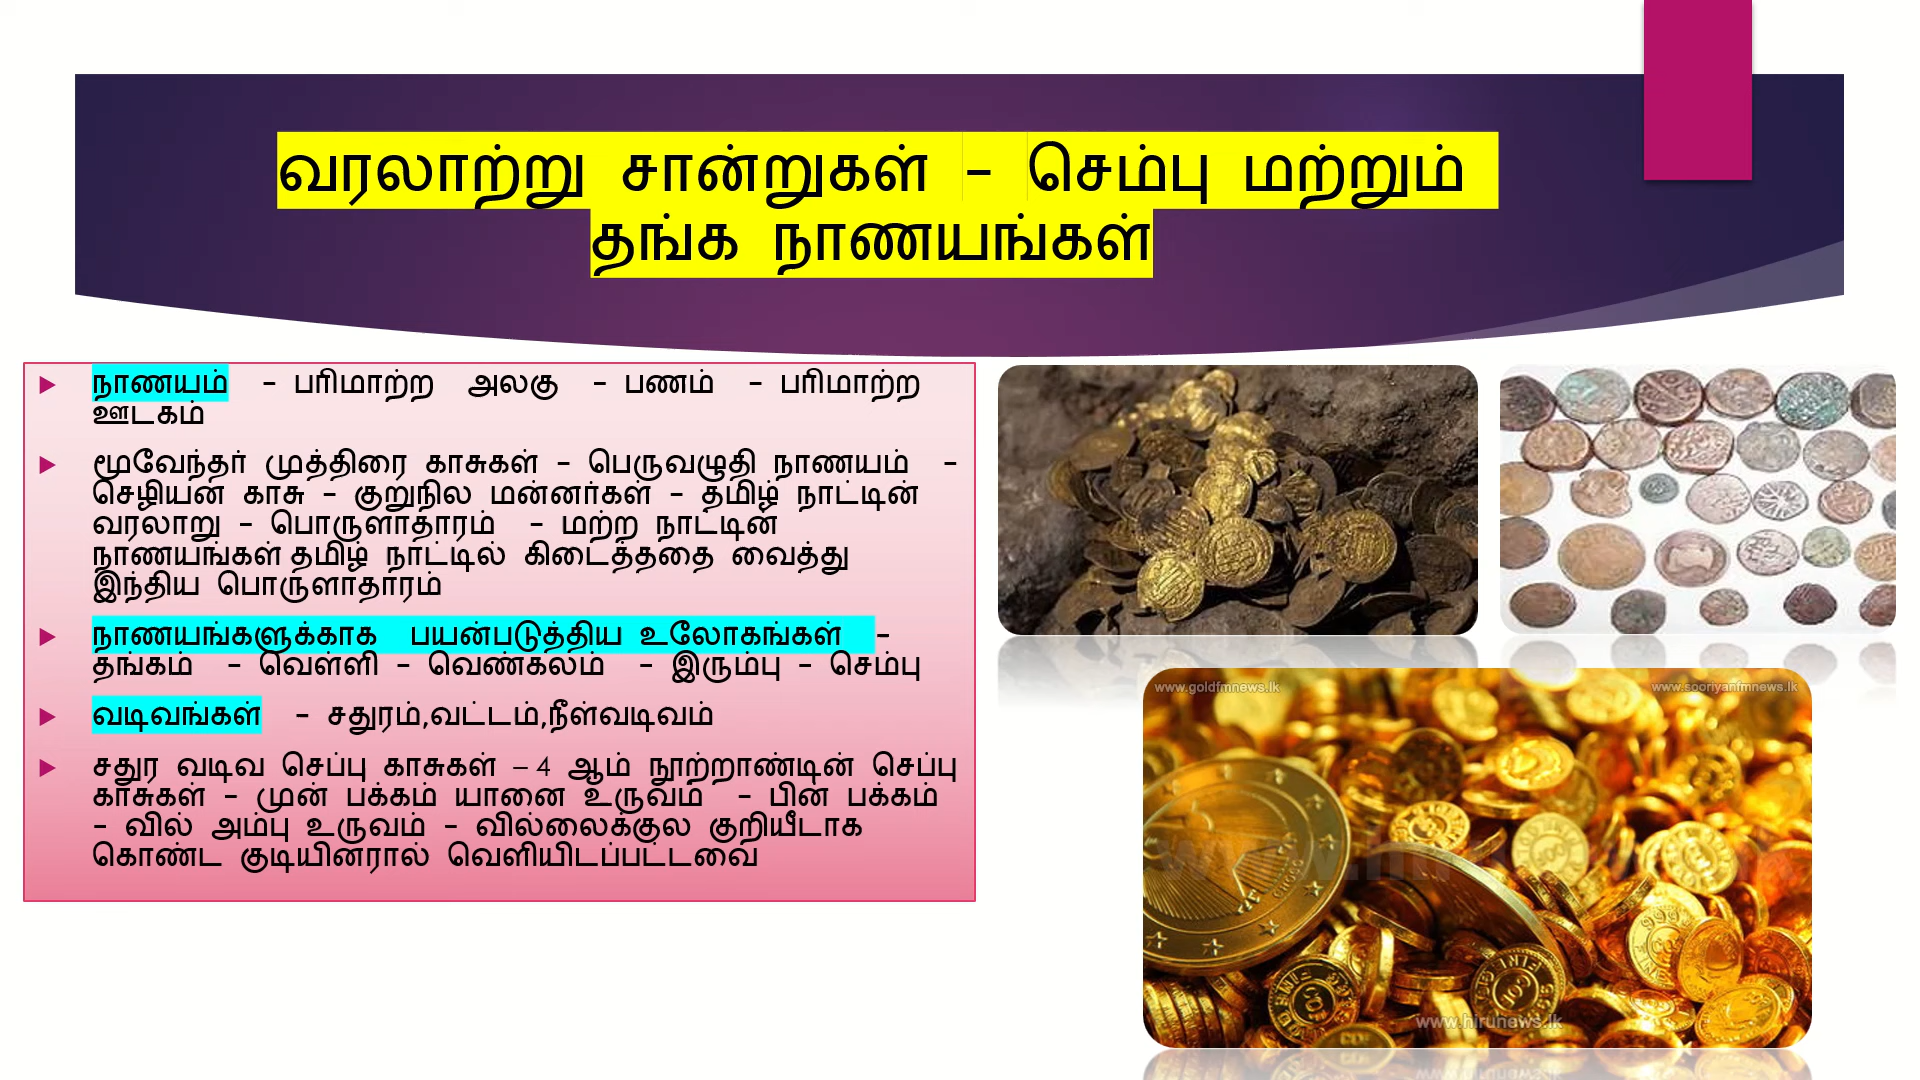 வரலாற்று சான்றுகள் - செம்பு மற்றும்
தங்க நாணயங்கள்
நாணயம் - பரிமாற்ற அலகு - பணம் - பரிமாற்ற
ஊடகம்
மூவேந்தர் முத்திரை காசுகள் - பெருவழுதி நாணயம் -
செழியன் காசு - குறுநில மன்னர்கள் - தமிழ் நாட்டின்
வரலாறு - பொருளாதாரம் - மற்ற நாட்டின்
நாணயங்கள் தமிழ் நாட்டில் கிடைத்ததை வைத்து
இந்திய பொருளாதாரம்
நாணயங்களுக்காக பயன்படுத்திய உலோகங்கள் -
தங்கம் - வெள்ளி - வெண்கலம் - இரும்பு - செம்பு
வடிவங்கள் - சதுரம்,வட்டம்,நீள்வடிவம்
சதுர வடிவ செப்பு காசுகள் – 4 ஆம் நூற்றாண்டின் செப்பு
காசுகள் - முன் பக்கம் யானை உருவம் - பின் பக்கம்
- வில் அம்பு உருவம் - வில்லைக்குல குறியீடாக
கொண்ட குடியினரால் வெளியிடப்பட்டவை
www.goldfmnews.lk
www.sooriyanfmnews.lk
www.hirunews.lk